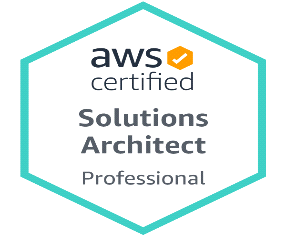 aws
certified
Solutions
Architect
Professional